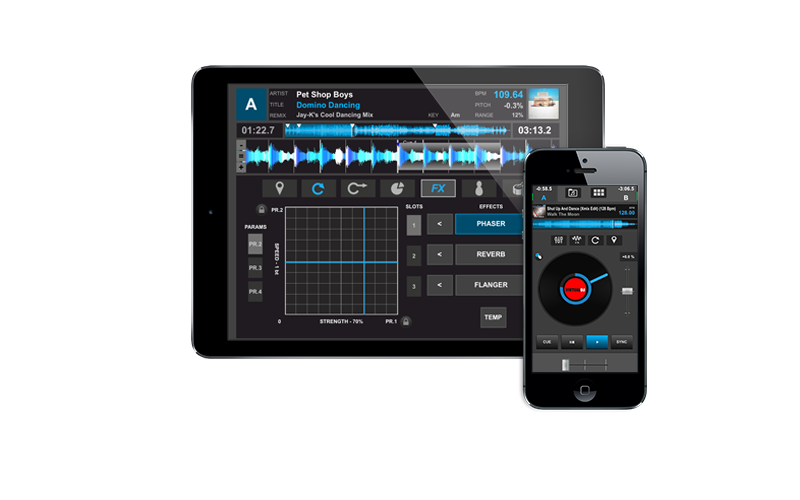 A
ARTIST Pet Shop Boys BPM 109.64
TITLE Domino Dancing PITCH -0.3%
REMIX Jay-K's Cool Dancing Mix KEY Am RANGE 12%
01:22.7 03:13.2
FX
PR.2
SLOTS EFFECTS
PARAMS
PR.2
PR.3
PR.4
SPEED - 1 bt
1 < PHASER
2 < REVERB
3 < FLANGER
TEMP
0 STRENGTH - 70% PR.1
-0:58.5 -3:06.5
A B
Shut Up And Dance (Xmix Edit) (128 Bpm)
Walk The Moon 128.00
+0.0 %
CUE SYNC